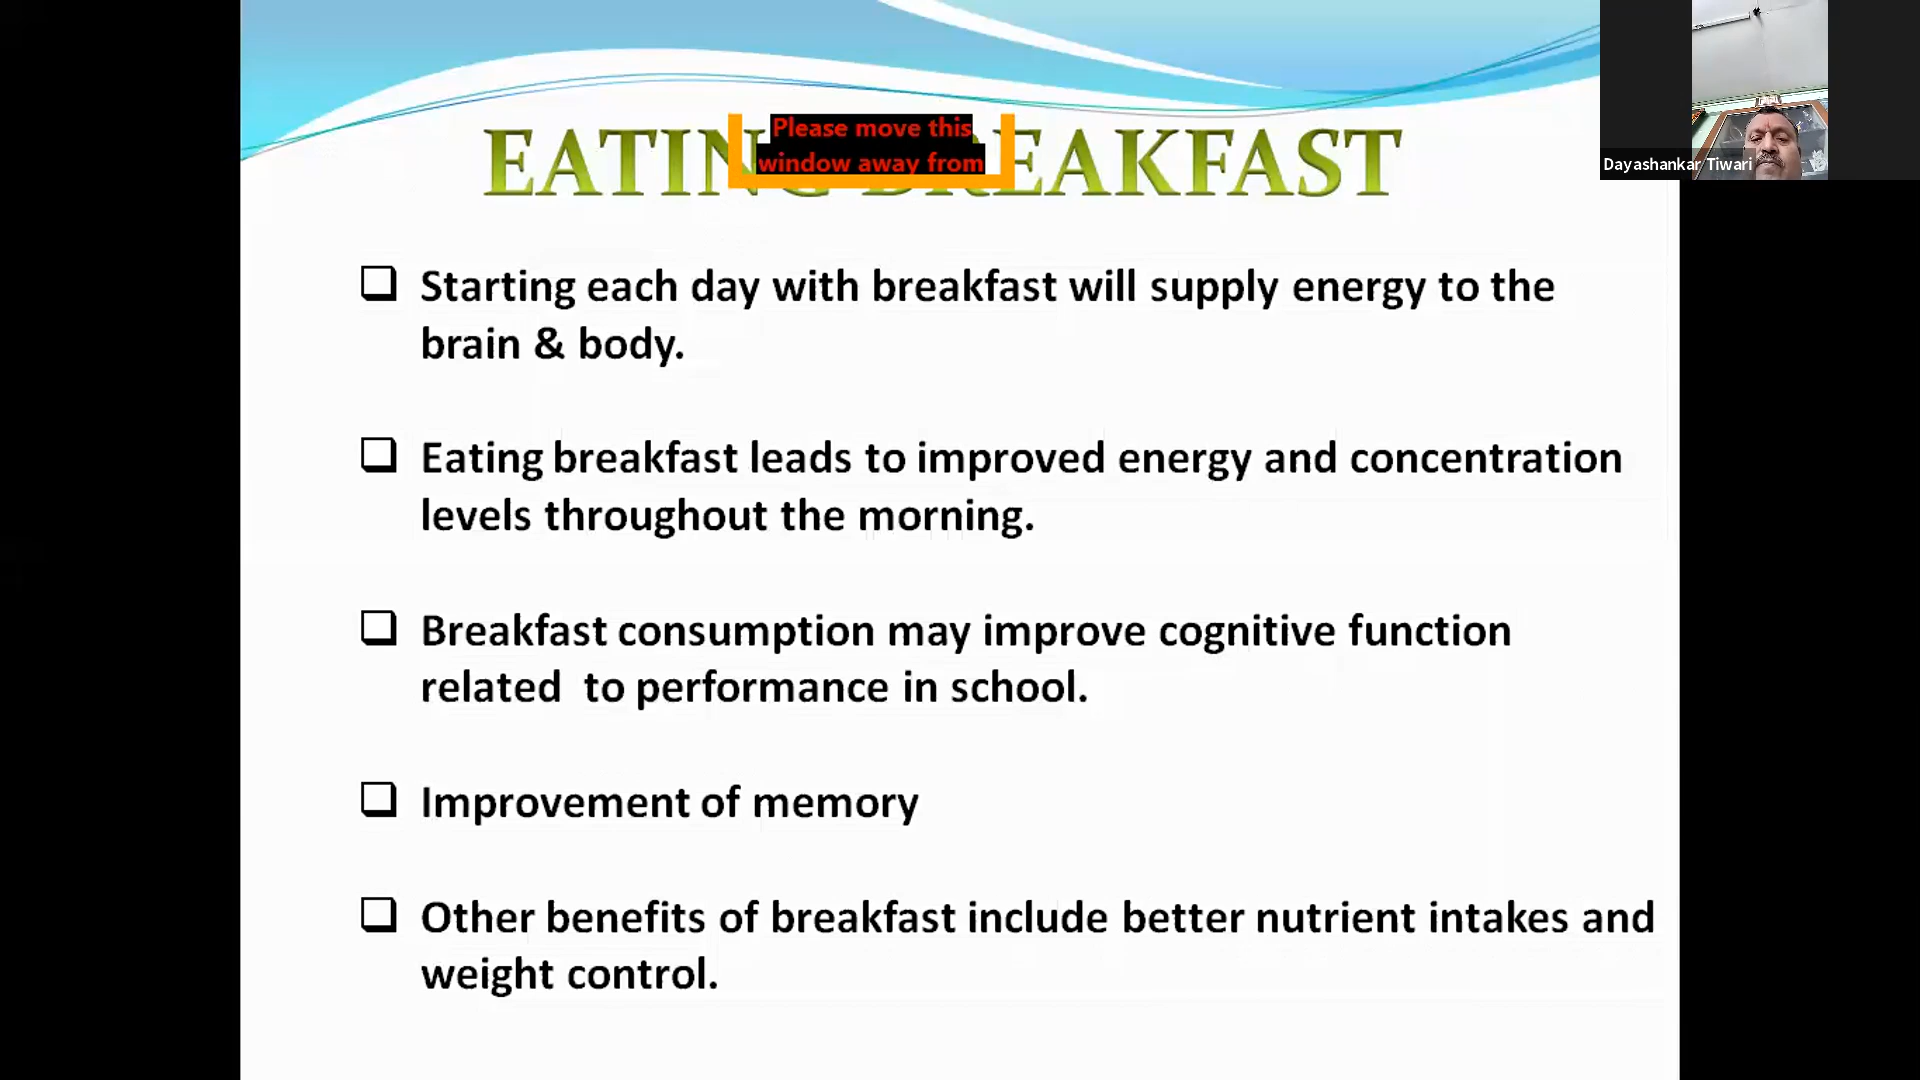 EATING BREAKFAST
Please move this
window away from
Dayashankar Tiwari
❑ Starting each day with breakfast will supply energy to the
brain & body.
❑ Eating breakfast leads to improved energy and concentration
levels throughout the morning.
❑ Breakfast consumption may improve cognitive function
related  to performance in school.
❑ Improvement of memory
❑ Other benefits of breakfast include better nutrient intakes and
weight control.